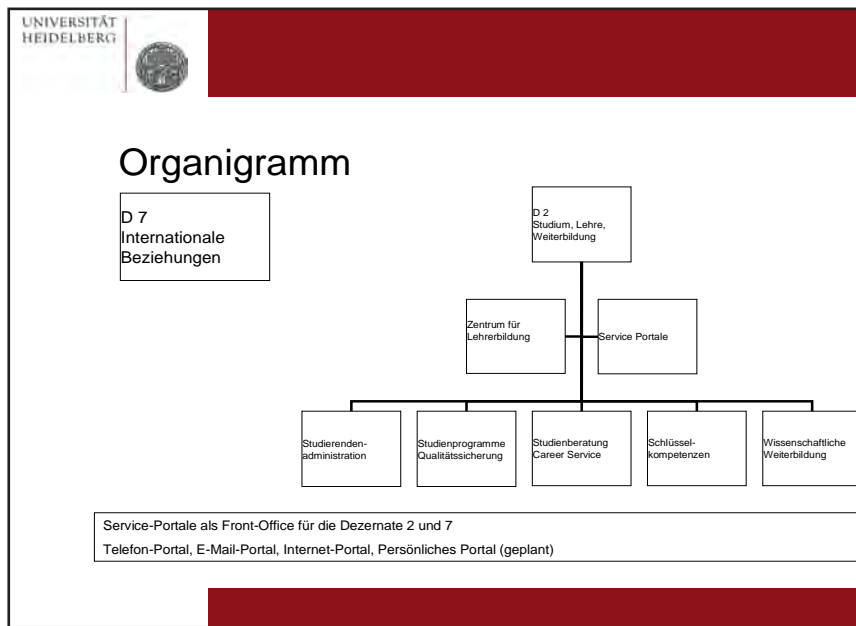 UNIVERSITÄT
HEIDELBERG
Organigramm
D 7
Internationale
Beziehungen
D 2
Studium, Lehre,
Weiterbildung
Zentrum für
Lehrerbildung
Service Portale
Studierenden-
administration
Studienprogramme
Qualitätssicherung
Studienberatung
Career Service
Schlüssel-
kompetenzen
Wissenschaftliche
Weiterbildung
Service-Portale als Front-Office für die Dezernate 2 und 7
Telefon-Portal, E-Mail-Portal, Internet-Portal, Persönliches Portal (geplant)